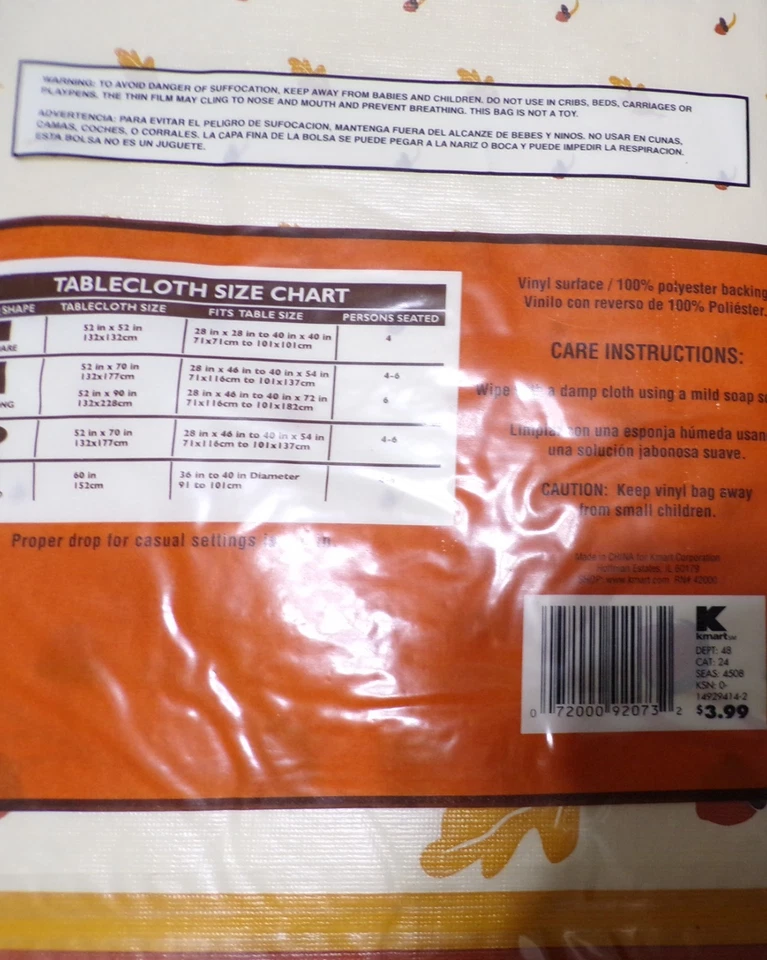 WARNING: TO AVOID DANGER OF SUFFOCATION, KEEP AWAY FROM BABIES AND CHILDREN. DO NOT USE IN CRIBS, BEDS, CARRIAGES OR
PLAYPENS. THE THIN FILM MAY CLING TO NOSE AND MOUTH AND PREVENT BREATHING. THIS BAG IS NOT A TOY.
ADVERTENCIA: PARA EVITAR EL PELIGRO DE SUFOCACION, MANTENGA FUERA DEL ALCANZE DE BEBES Y NINOS. NO USAR EN CUNAS,
CAMAS, COCHES, O CORRALES. LA CAPA FINA DE LA BOLSA SE PUEDE PEGAR A LA NARIZ O BOCA Y PUEDE IMPEDIR LA RESPIRACION.
ESTA BOLSA NO ES UN JUGUETE.
TABLECLOTH SIZE CHART
SHAPE TABLECLOTH SIZE FITS TABLE SIZE PERSONS SEATED
ARE 52 in x 52 in 28 in x 28 in to 40 in x 40 in 4
132x132cm 71x71cm to 101x101cm
52 in x 70 in 28 in x 46 in to 40 in x 54 in 4-6
132x177cm 71x116cm to 101x137cm
NG 52 in x 90 in 28 in x 46 in to 40 in x 72 in 6
132x228cm 71x116cm to 101x182cm
52 in x 70 in 28 in x 46 in to 40 in x 54 in 4-6
132x177cm 71x116cm to 101x137cm
60 in 36 in to 40 in Diameter
152cm 91 to 101cm
Proper drop for casual settings
Vinyl surface / 100% polyester backing
Vinilo con reverso de 100% Poliéster.
CARE INSTRUCTIONS:
Wipe a damp cloth using a mild soap
Limpiar con una esponja húmeda usan
una solución jabonosa suave.
CAUTION: Keep vinyl bag away
from small children.
Made in CHINA for Kmart Corporation
Hoffman Estates, IL 60179
SHOP: www.kmart.com RN# 42000
K
kmart
DEPT: 48
CAT: 24
SEAS: 4508
KSN: 0-
14929414-2
$3.99
0 72000 92073 2